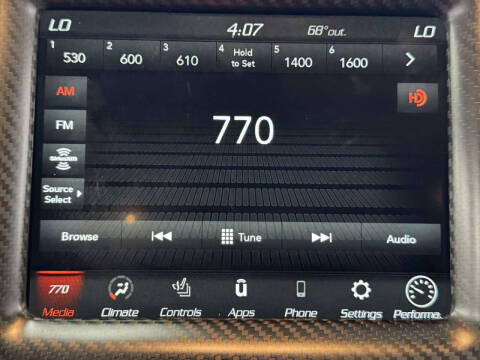 LO 4:07 68°out. LO
1 530 2 600 3 610 4 Hold to Set 5 1400 6 1600
AM
HD
FM
770
SiriusXM
Source Select
Browse Tune Audio
770
Media Climate Controls Apps Phone Settings Performa.